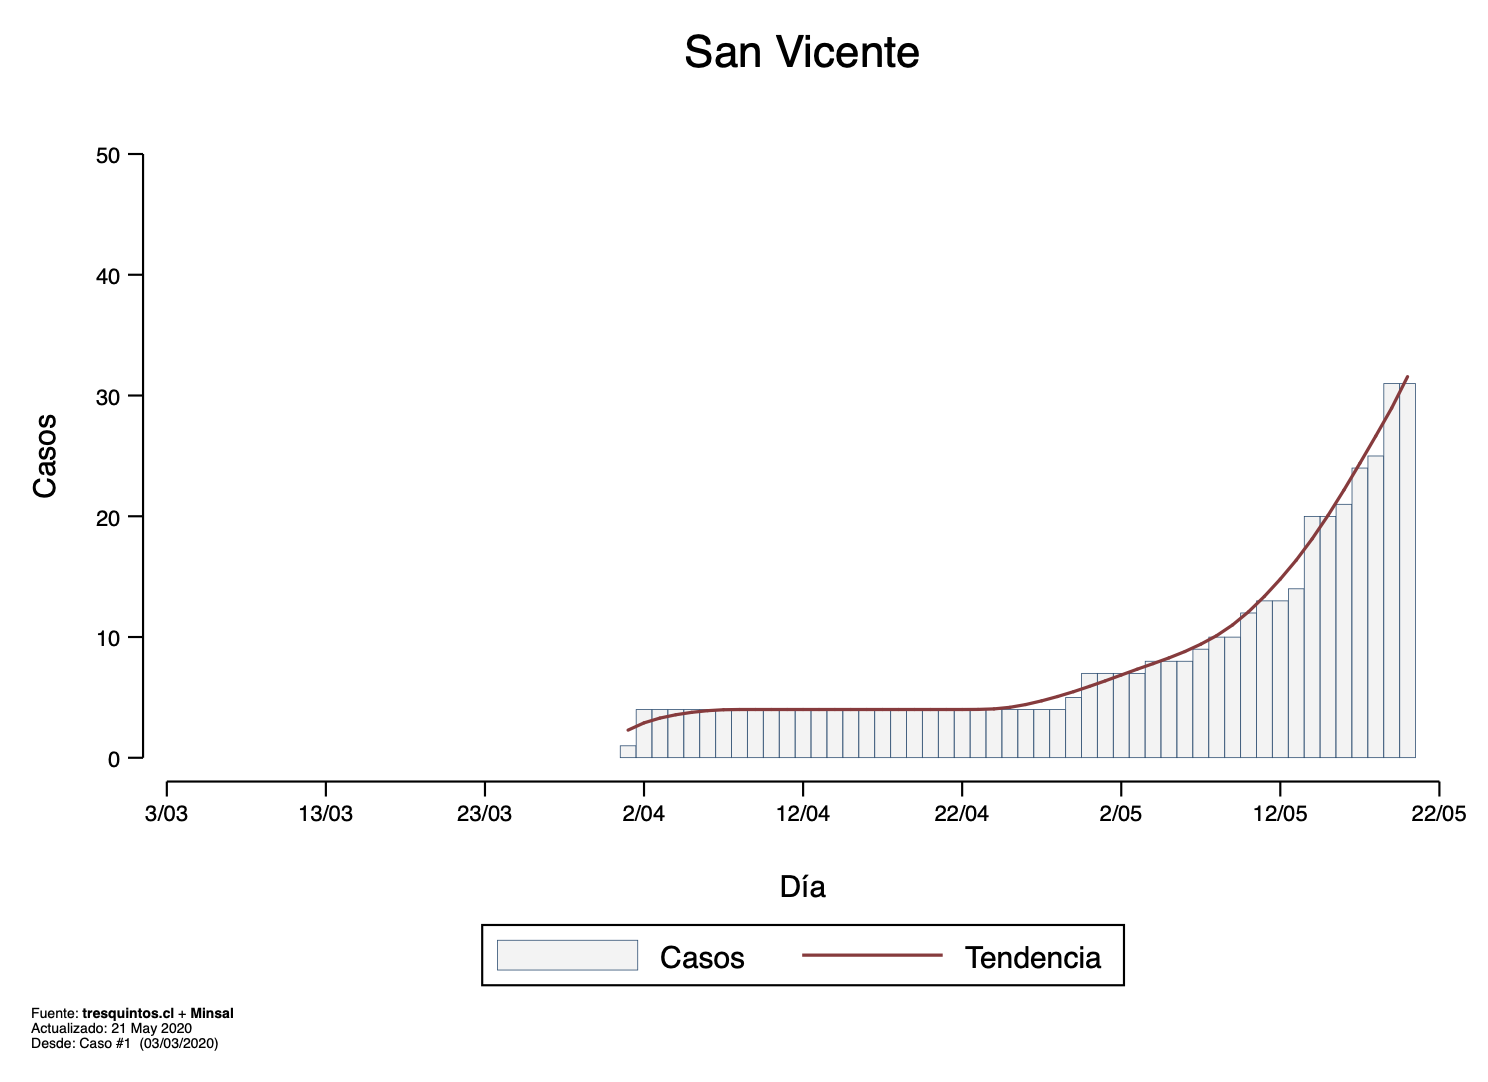 San Vicente
50
40
30
20
10
0
Casos
3/03 13/03 23/03 2/04 12/04 22/04 2/05 12/05 22/05
Día
Casos Tendencia
Fuente: tresquintos.cl + Minsal
Actualizado: 21 May 2020
Desde: Caso #1 (03/03/2020)